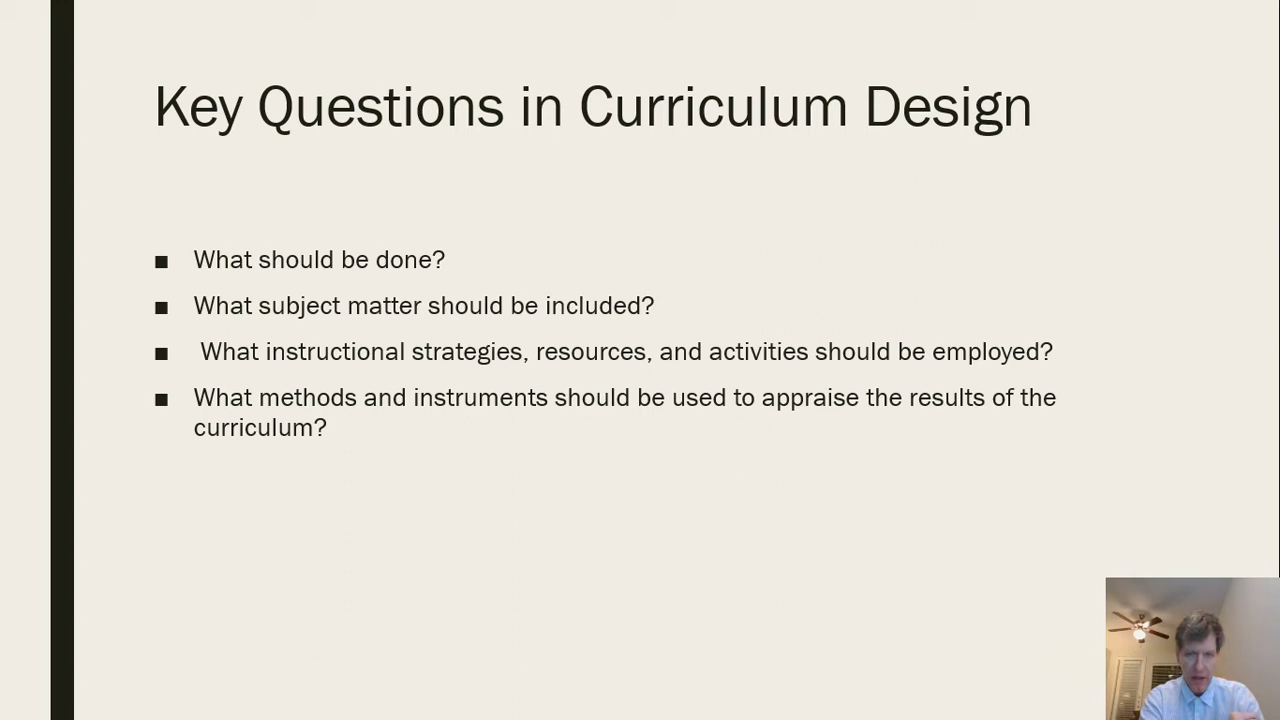 Key Questions in Curriculum Design
■ What should be done?
■ What subject matter should be included?
■ What instructional strategies, resources, and activities should be employed?
■ What methods and instruments should be used to appraise the results of the
curriculum?